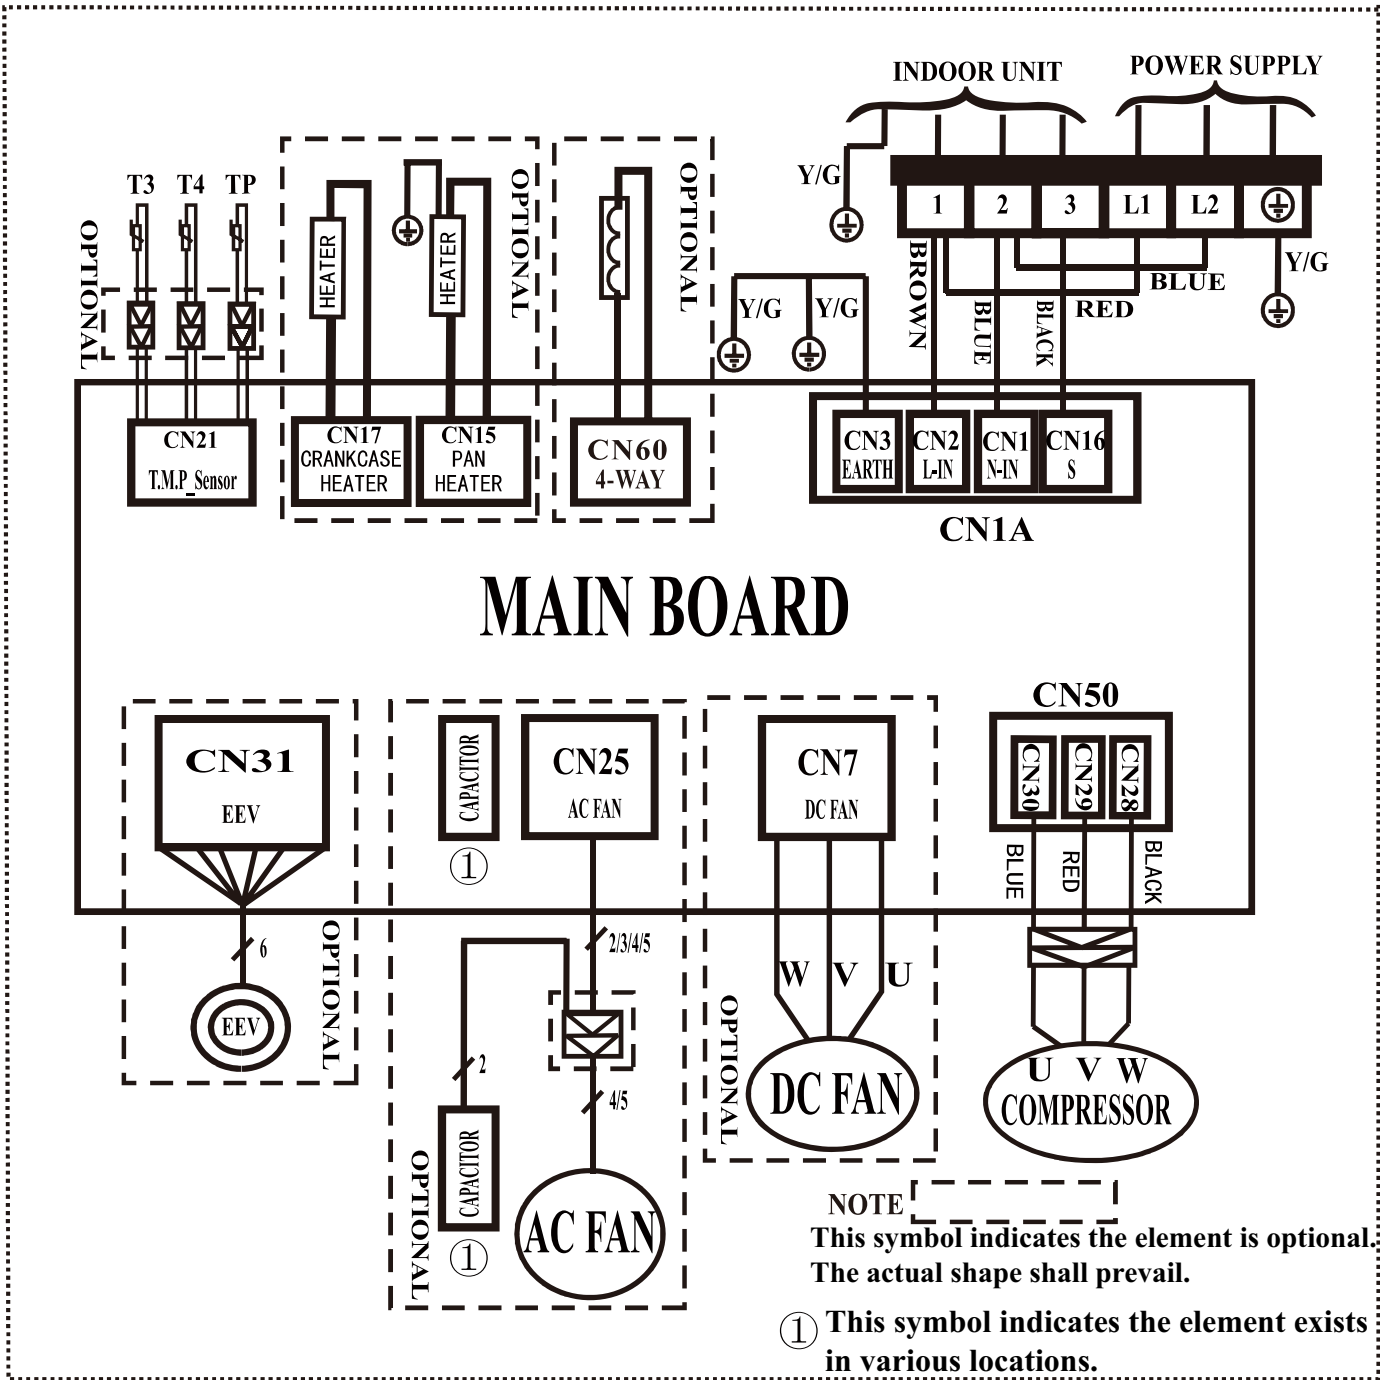 INDOOR UNIT
POWER SUPPLY
Y/G
1
2
3
L1
L2
Y/G
BROWN
BLUE
BLACK
RED
BLUE
Y/G
Y/G
T3
T4
TP
OPTIONAL
HEATER
HEATER
OPTIONAL
OPTIONAL
CN21
T.M.P_Sensor
CN17
CRANKCASE
HEATER
CN15
PAN
HEATER
CN60
4-WAY
CN3
EARTH
CN2
L-IN
CN1
N-IN
CN16
S
CN1A
MAIN BOARD
CN31
EEV
6
EEV
OPTIONAL
CAPACITOR
①
CN25
AC FAN
2/3/4/5
2
4/5
CAPACITOR
①
AC FAN
OPTIONAL
CN7
DC FAN
W
V
U
DC FAN
OPTIONAL
CN50
CN30
CN29
CN28
BLUE
RED
BLACK
U V W
COMPRESSOR
NOTE
This symbol indicates the element is optional.
The actual shape shall prevail.
① This symbol indicates the element exists
in various locations.